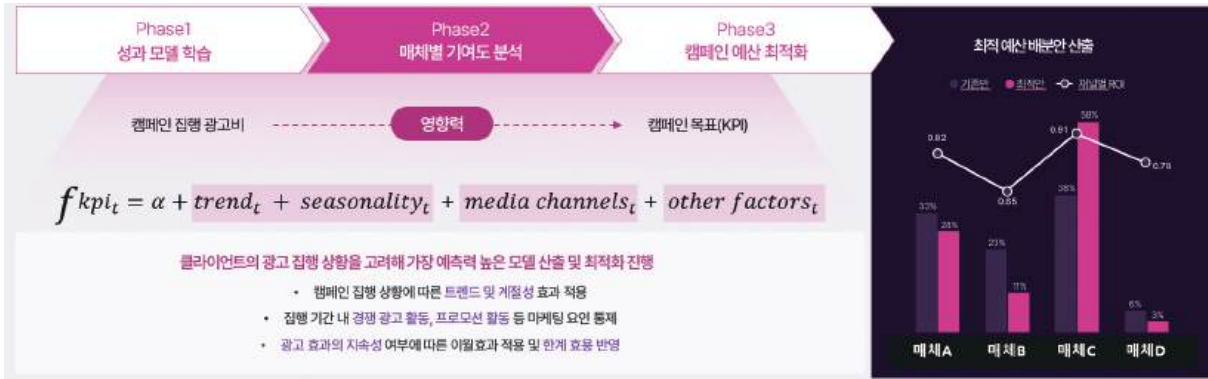 Phase1
성과 모델 학습
Phase2
매체별 기여도 분석
Phase3
캠페인 예산 최적화
캠페인 집행 광고비
영향력
캠페인 목표(KPI)
f kpi_t = α + trend_t + seasonality_t + media channels_t + other factors_t
클라이언트의 광고 집행 상황을 고려해 가장 예측력 높은 모델 산출 및 최적화 진행
• 캠페인 집행 상황에 따른 트렌드 및 계절성 효과 적용
• 집행 기간 내 경쟁 광고 활동, 프로모션 활동 등 마케팅 요인 통제
• 광고 효과의 지속성 여부에 따른 이월효과 적용 및 한계 효용 반영
최적 예산 배분안 산출
기존안 최적안 채널별 ROI
0.82
0.65
0.91
58%
38%
33%
28%
23%
11%
6%
3%
매체A 매체B 매체C 매체D